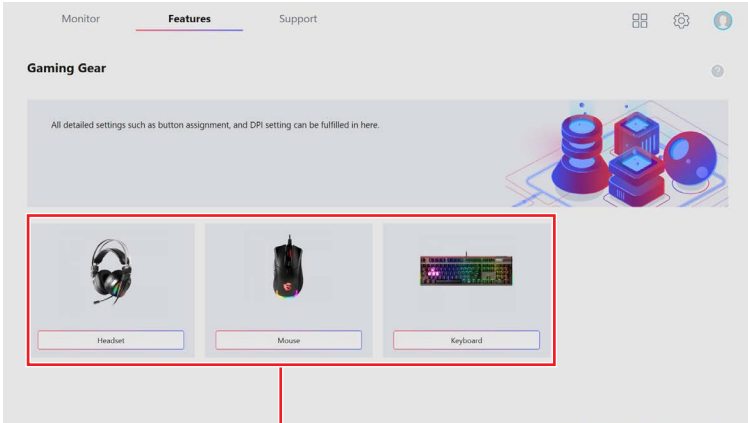 Monitor Features Support
Gaming Gear
All detailed settings such as button assignment, and DPI setting can be fulfilled in here.
Headset Mouse Keyboard